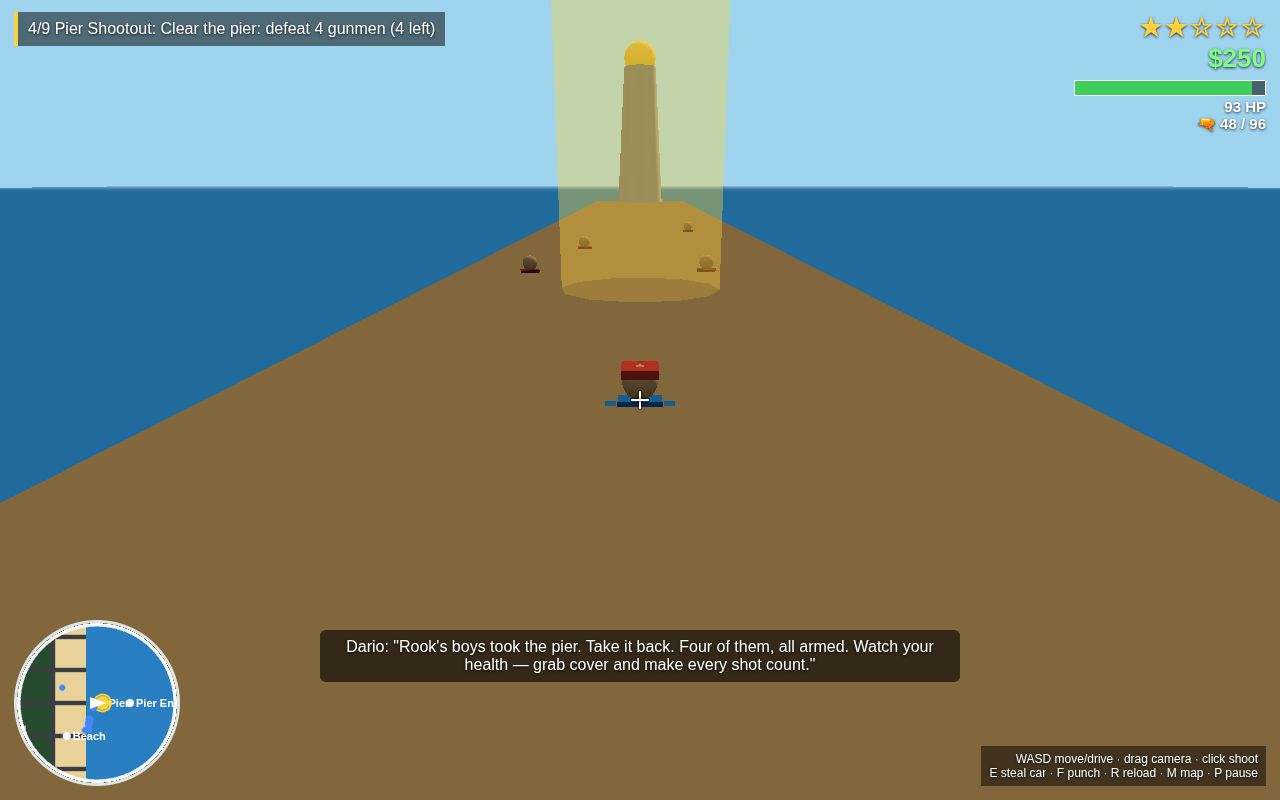 4/9 Pier Shootout: Clear the pier: defeat 4 gunmen (4 left)
$250
93 HP
48 / 96
Dario: "Rook's boys took the pier. Take it back. Four of them, all armed. Watch your
health — grab cover and make every shot count."
Pier Pier En
Beach
WASD move/drive · drag camera · click shoot
E steal car · F punch · R reload · M map · P pause